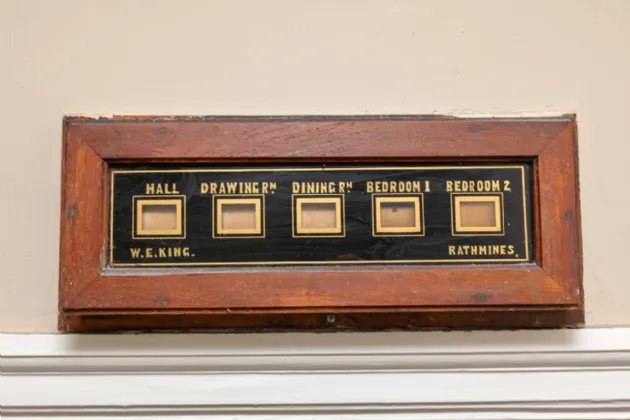 HALL DRAWING RM DINING RM BEDROOM 1 BEDROOM 2
W.E.KING. RATHMINES.